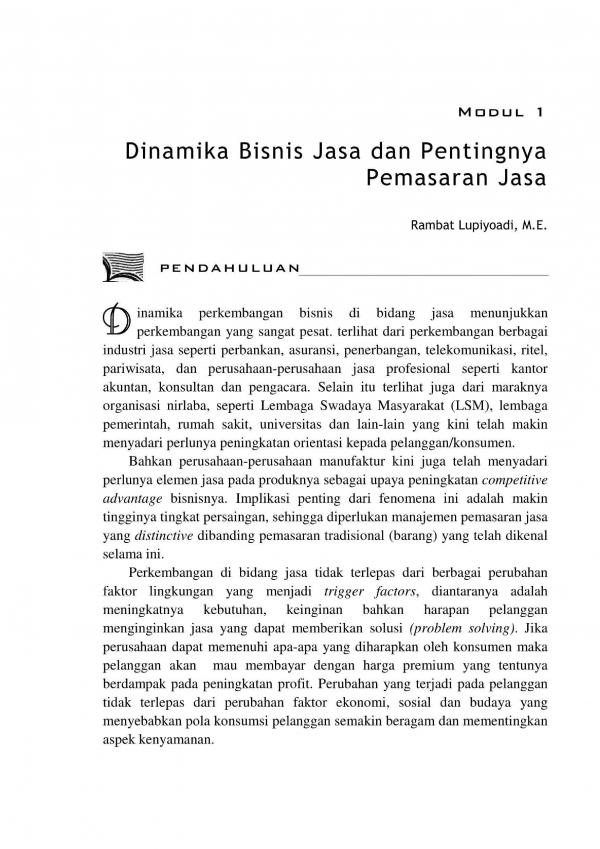 Modul 1
Dinamika Bisnis Jasa dan Pentingnya
Pemasaran Jasa
Rambat Lupiyoadi, M.E.
PENDAHULUAN
Dinamika perkembangan bisnis di bidang jasa menunjukkan
perkembangan yang sangat pesat. terlihat dari perkembangan berbagai
industri jasa seperti perbankan, asuransi, penerbangan, telekomunikasi, ritel,
pariwisata, dan perusahaan-perusahaan jasa profesional seperti kantor
akuntan, konsultan dan pengacara. Selain itu terlihat juga dari maraknya
organisasi nirlaba, seperti Lembaga Swadaya Masyarakat (LSM), lembaga
pemerintah, rumah sakit, universitas dan lain-lain yang kini telah makin
menyadari perlunya peningkatan orientasi kepada pelanggan/konsumen.
Bahkan perusahaan-perusahaan manufaktur kini juga telah menyadari
perlunya elemen jasa pada produknya sebagai upaya peningkatan competitive
advantage bisnisnya. Implikasi penting dari fenomena ini adalah makin
tingginya tingkat persaingan, sehingga diperlukan manajemen pemasaran jasa
yang distinctive dibanding pemasaran tradisional (barang) yang telah dikenal
selama ini.
Perkembangan di bidang jasa tidak terlepas dari berbagai perubahan
faktor lingkungan yang menjadi trigger factors, diantaranya adalah
meningkatnya kebutuhan, keinginan bahkan harapan pelanggan
menginginkan jasa yang dapat memberikan solusi (problem solving). Jika
perusahaan dapat memenuhi apa-apa yang diharapkan oleh konsumen maka
pelanggan akan mau membayar dengan harga premium yang tentunya
berdampak pada peningkatan profit. Perubahan yang terjadi pada pelanggan
tidak terlepas dari perubahan faktor ekonomi, sosial dan budaya yang
menyebabkan pola konsumsi pelanggan semakin beragam dan mementingkan
aspek kenyamanan.